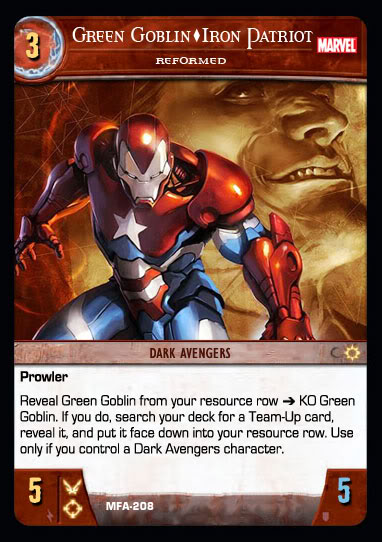 3
Green Goblin♦Iron Patriot
MARVEL
REFORMED
DARK AVENGERS
C
Prowler
Reveal Green Goblin from your resource row ➔ KO Green
Goblin. If you do, search your deck for a Team-Up card,
reveal it, and put it face down into your resource row. Use
only if you control a Dark Avengers character.
5
MFA-208
5